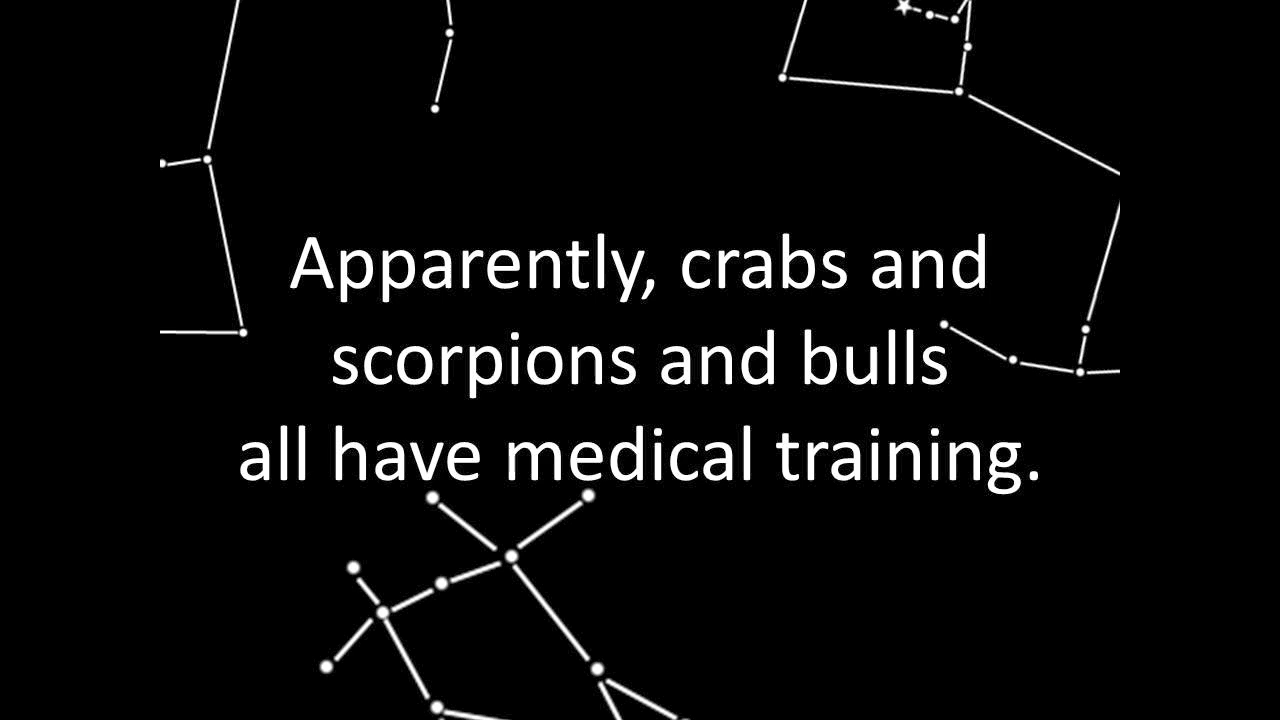 Apparently, crabs and
scorpions and bulls
all have medical training.